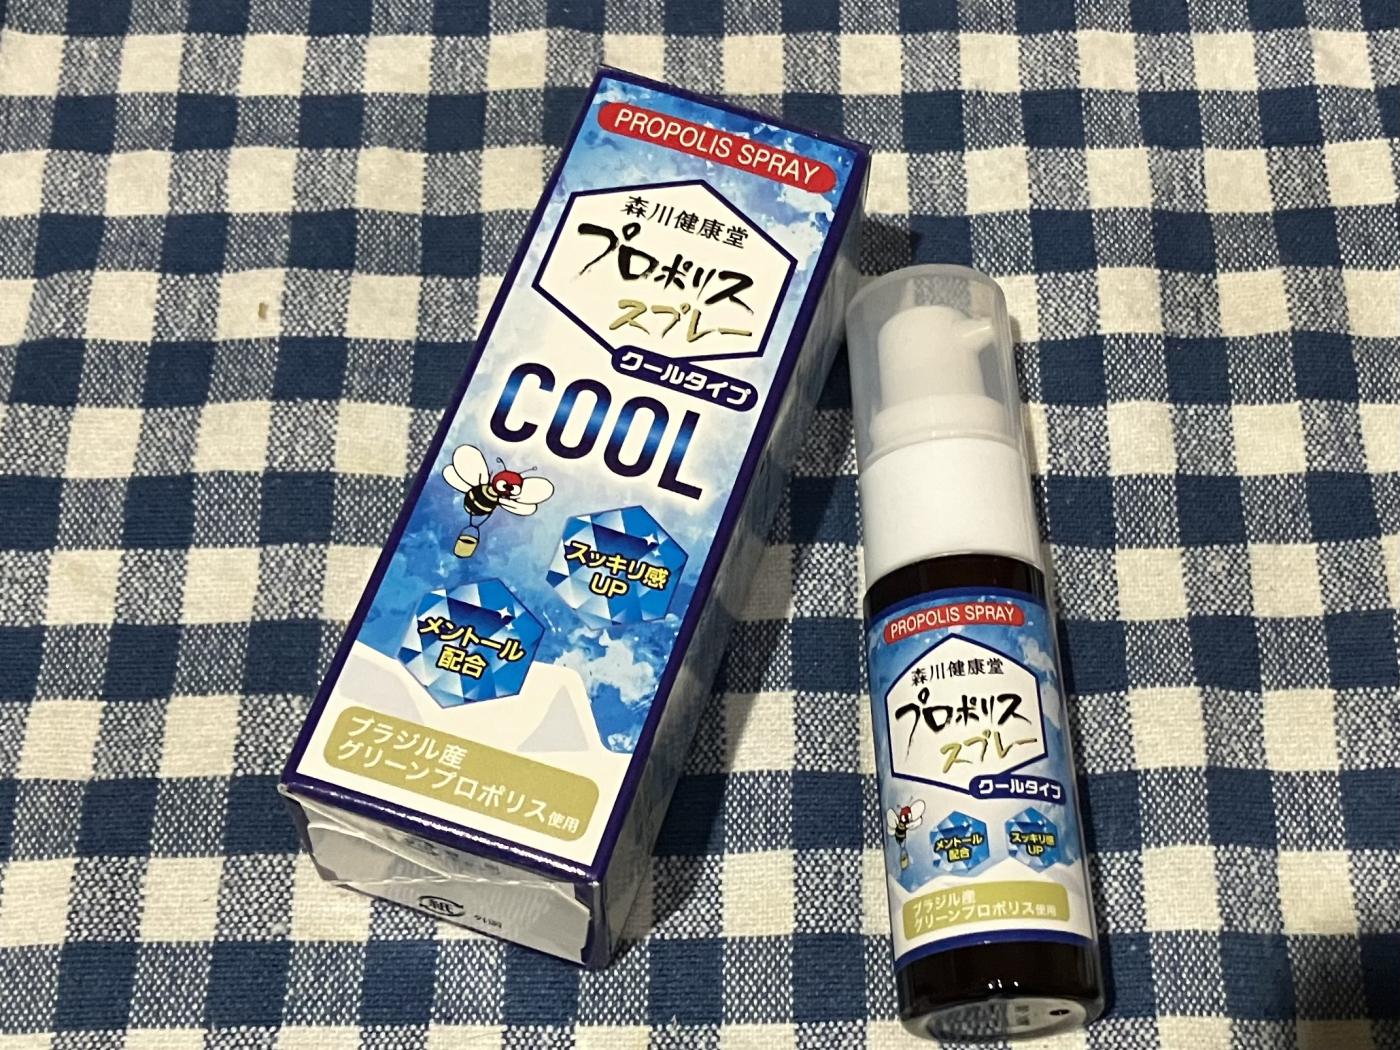 PROPOLIS SPRAY
森川健康堂
プロポリス
スプレー
クールタイプ
COOL
スッキリ感
UP
メントール
配合
ブラジル産
グリーンプロポリス使用
紙
外箱
PROPOLIS SPRAY
森川健康堂
プロポリス
スプレー
クールタイプ
メントール
配合
スッキリ感
UP
ブラジル産
グリーンプロポリス使用